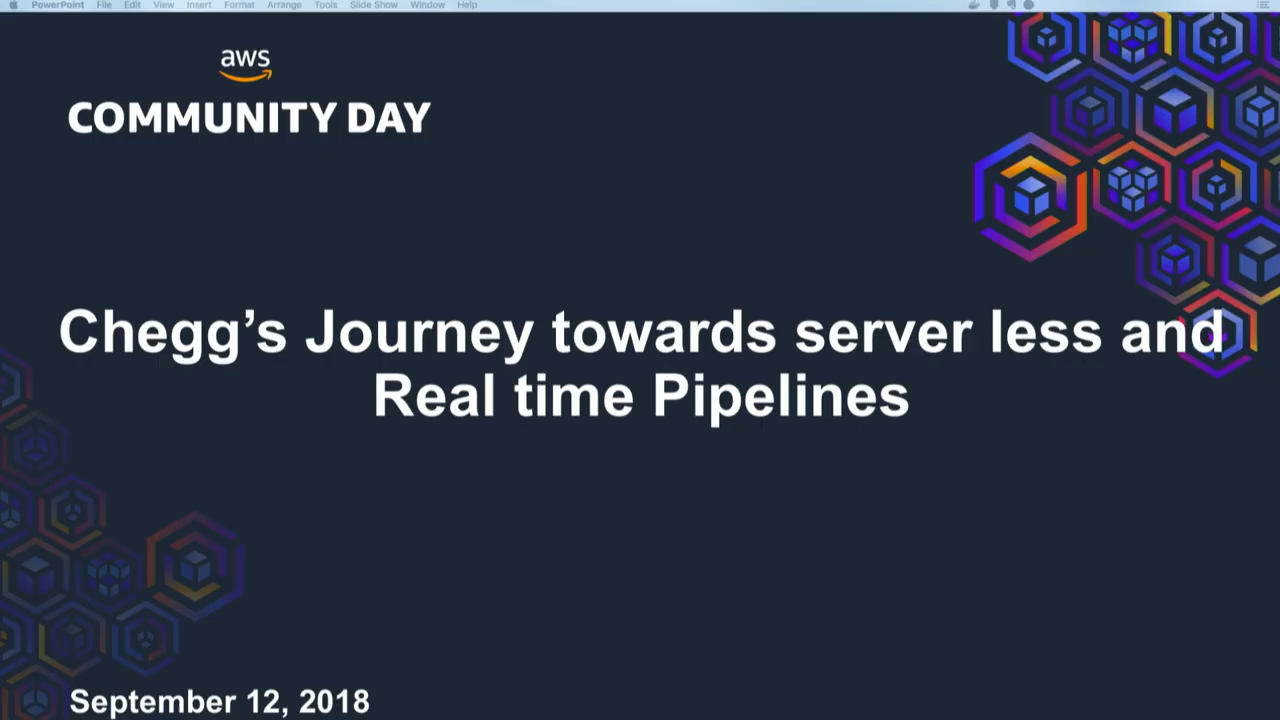 PowerPoint File Edit View Insert Format Arrange Tools Slide Show Window Help
aws
COMMUNITY DAY
Chegg’s Journey towards server less and
Real time Pipelines
September 12, 2018